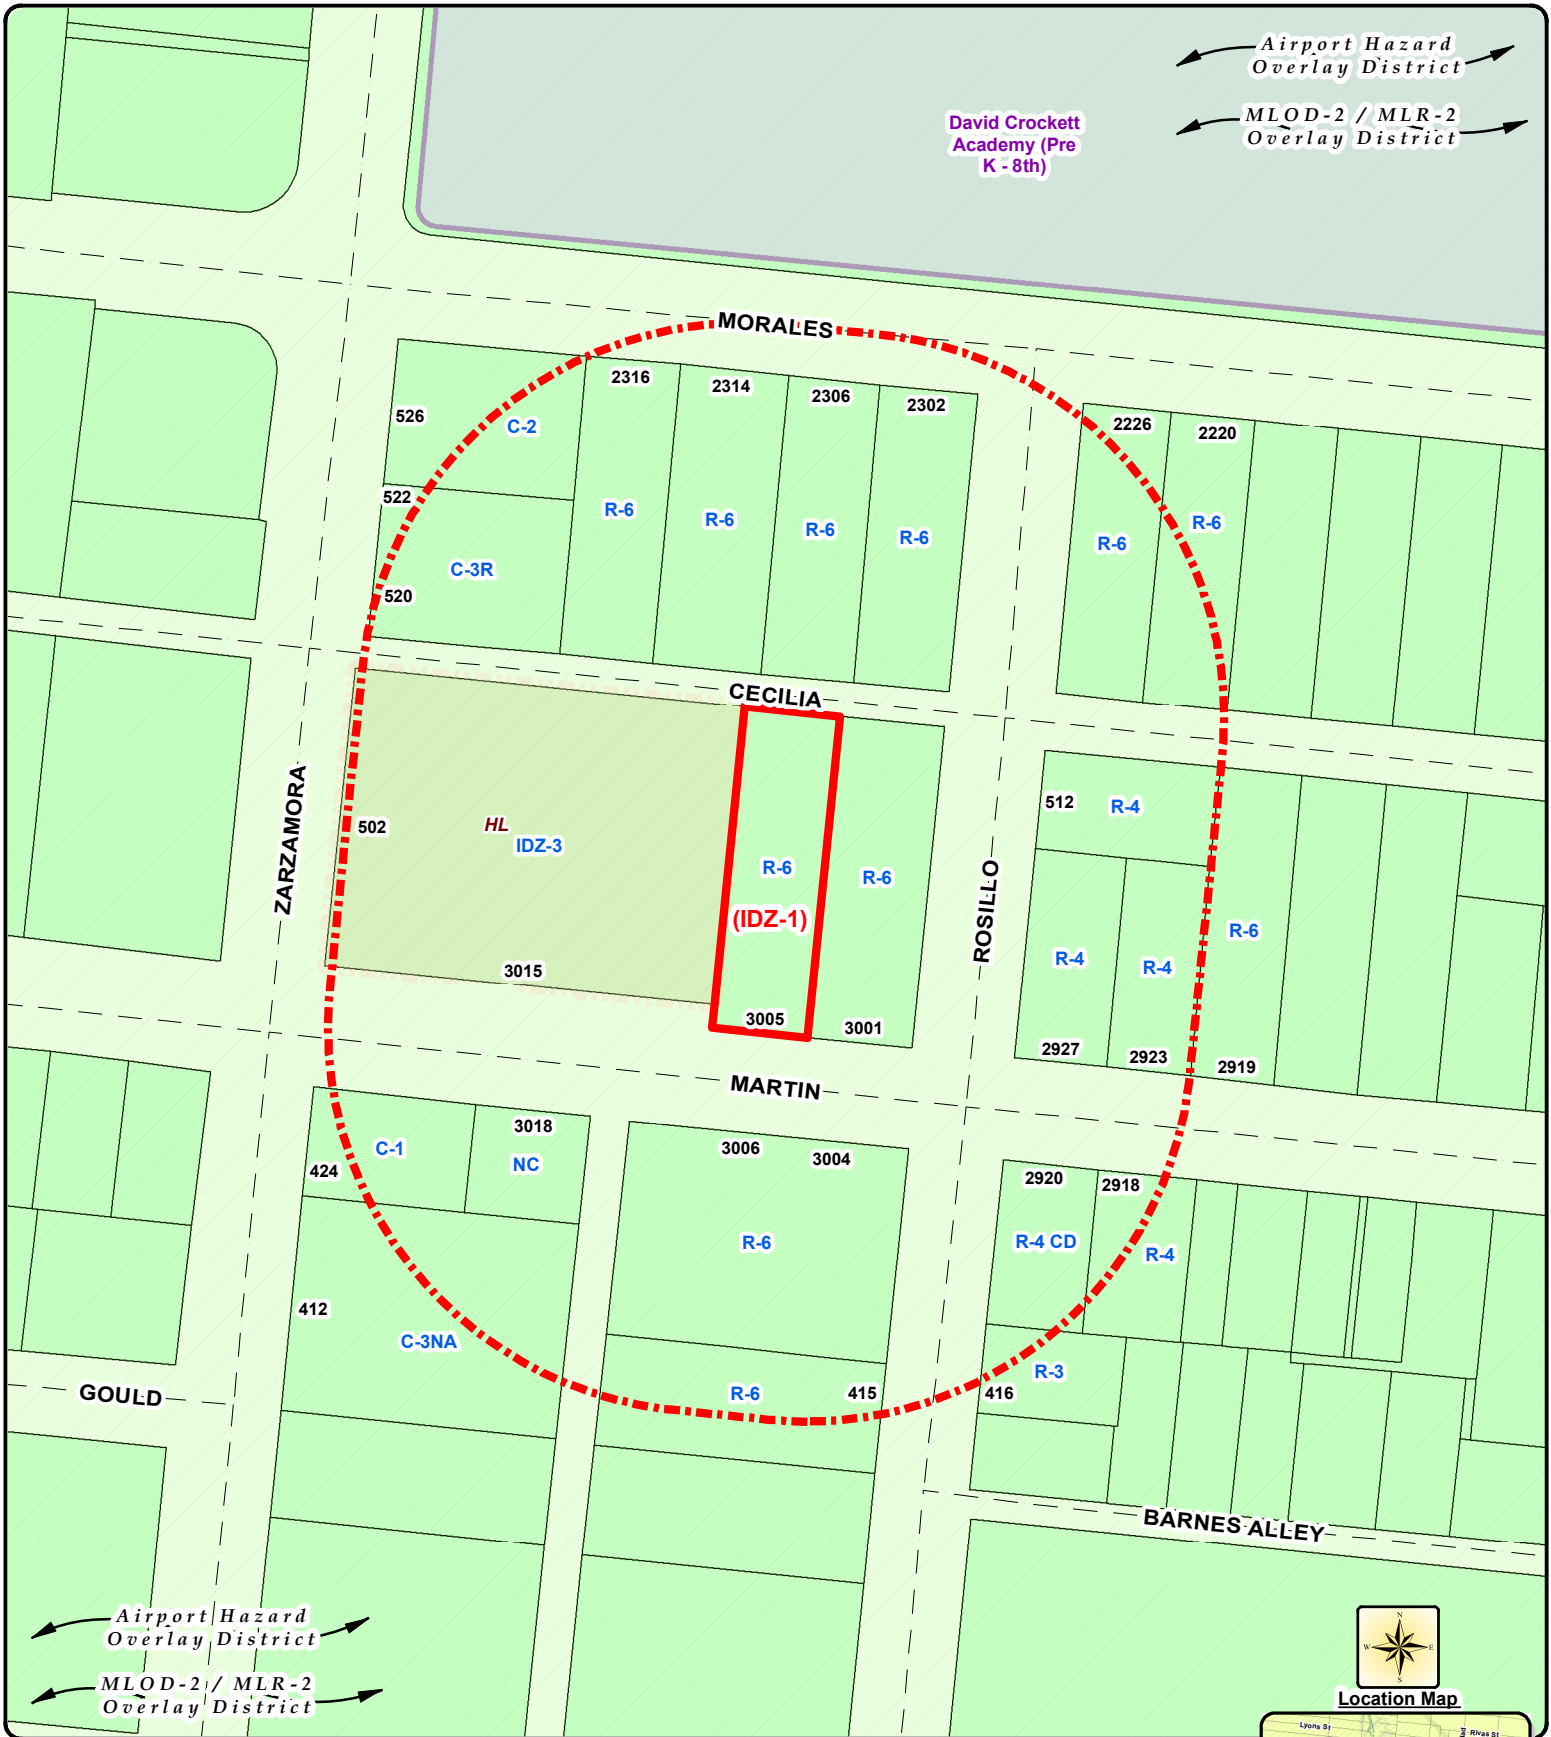 Airport Hazard
Overlay District
MLOD-2 / MLR-2
Overlay District
David Crockett
Academy (Pre
K - 8th)
MORALES
2316
2314
2306
2302
526
C-2
2226
2220
522
R-6
R-6
R-6
R-6
R-6
R-6
C-3R
520
CECILIA
ZARZAMORA
502
HL
IDZ-3
R-6
(IDZ-1)
R-6
512
R-4
ROSILLO
R-4
R-4
R-6
3015
3005
3001
2927
2923
2919
MARTIN
C-1
3018
424
NC
3006
3004
2920
2918
R-6
R-4 CD
R-4
412
C-3NA
R-3
GOULD
R-6
415
416
BARNES ALLEY
Airport Hazard
Overlay District
MLOD-2 / MLR-2
Overlay District
N
W
E
S
Location Map
Lyons St
Rivas St